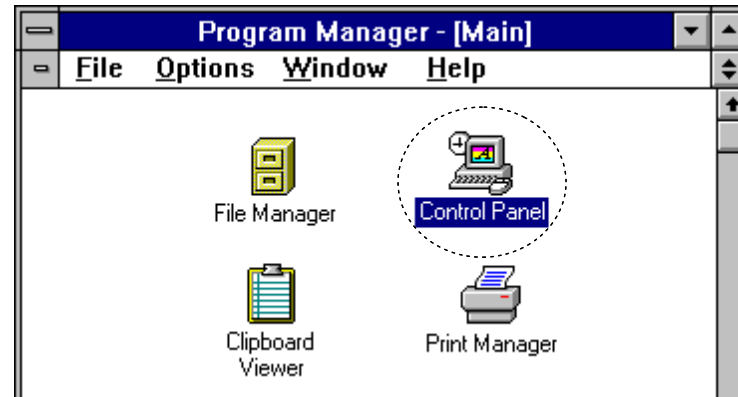 Program Manager - [Main]
File Options Window Help
File Manager
Control Panel
Clipboard
Viewer
Print Manager